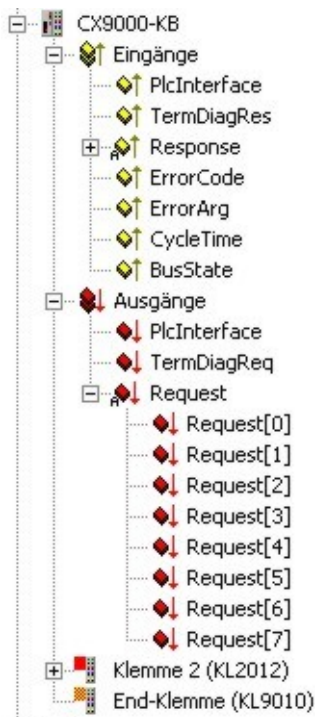 CX9000-KB
Eingänge
PlcInterface
TermDiagRes
A Response
ErrorCode
ErrorArg
CycleTime
BusState
Ausgänge
PlcInterface
TermDiagReq
A Request
Request[0]
Request[1]
Request[2]
Request[3]
Request[4]
Request[5]
Request[6]
Request[7]
Klemme 2 (KL2012)
End-Klemme (KL9010)